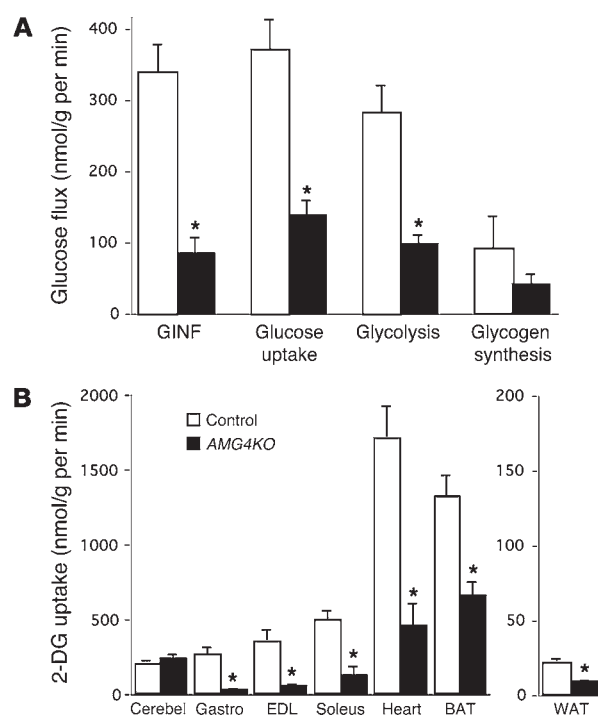 A
Glucose flux (nmol/g per min)
400
300
200
100
0
*
*
*
GINF
Glucose
uptake
Glycolysis
Glycogen
synthesis
B
2-DG uptake (nmol/g per min)
2000
1500
1000
500
0
Control
AMG4KO
200
150
100
50
0
*
*
*
*
*
*
Cerebel
Gastro
EDL
Soleus
Heart
BAT
WAT